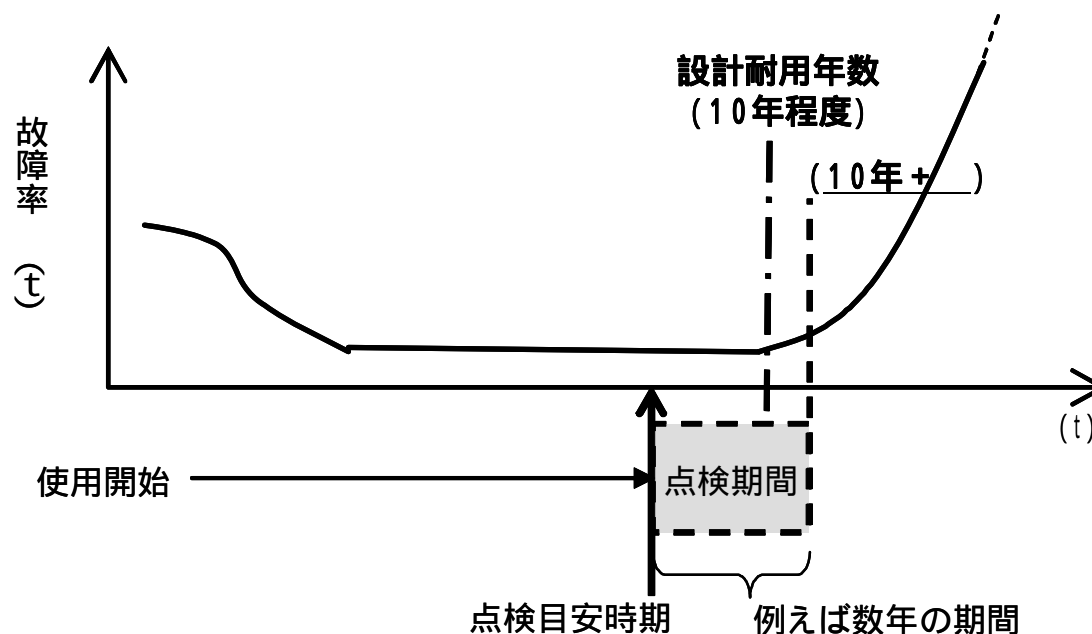 設計耐用年数
(10年程度)
(10年+　　)
故障率 (t)
(t)
使用開始
点検期間
点検目安時期
例えば数年の期間